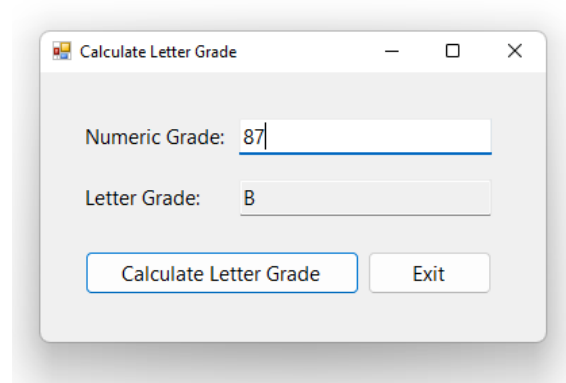 Calculate Letter Grade
Numeric Grade: 87
Letter Grade: B
Calculate Letter Grade Exit